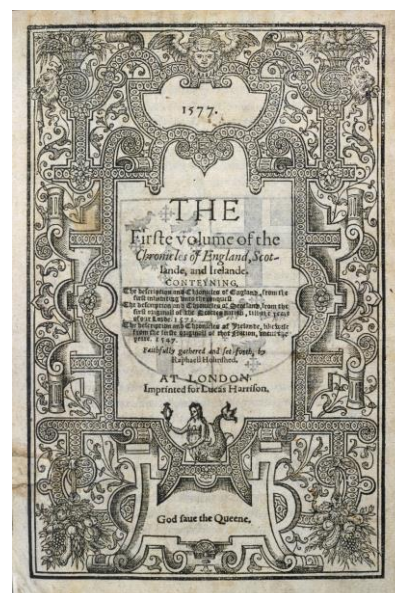 1577.
THE
Firste volume of the
Chronicles of England, Scot-
lande, and Irelande.
CONTEYNING,
The description and Chronicles of England, from the
first inhabiting vnto the conquest.
The description and Chronicles of Scotland, from the
first originall of the Scottes nation, till the yeare
of our Lorde. 1571.
The description and Chronicles of Yrelande, likewise
from the firste originall of that Nation, vntill the
yeare. 1547.
Faithfully gathered and set forth, by
Raphaell Holinshed.
AT LONDON
Imprinted for Lucas Harrison.
God saue the Queene.